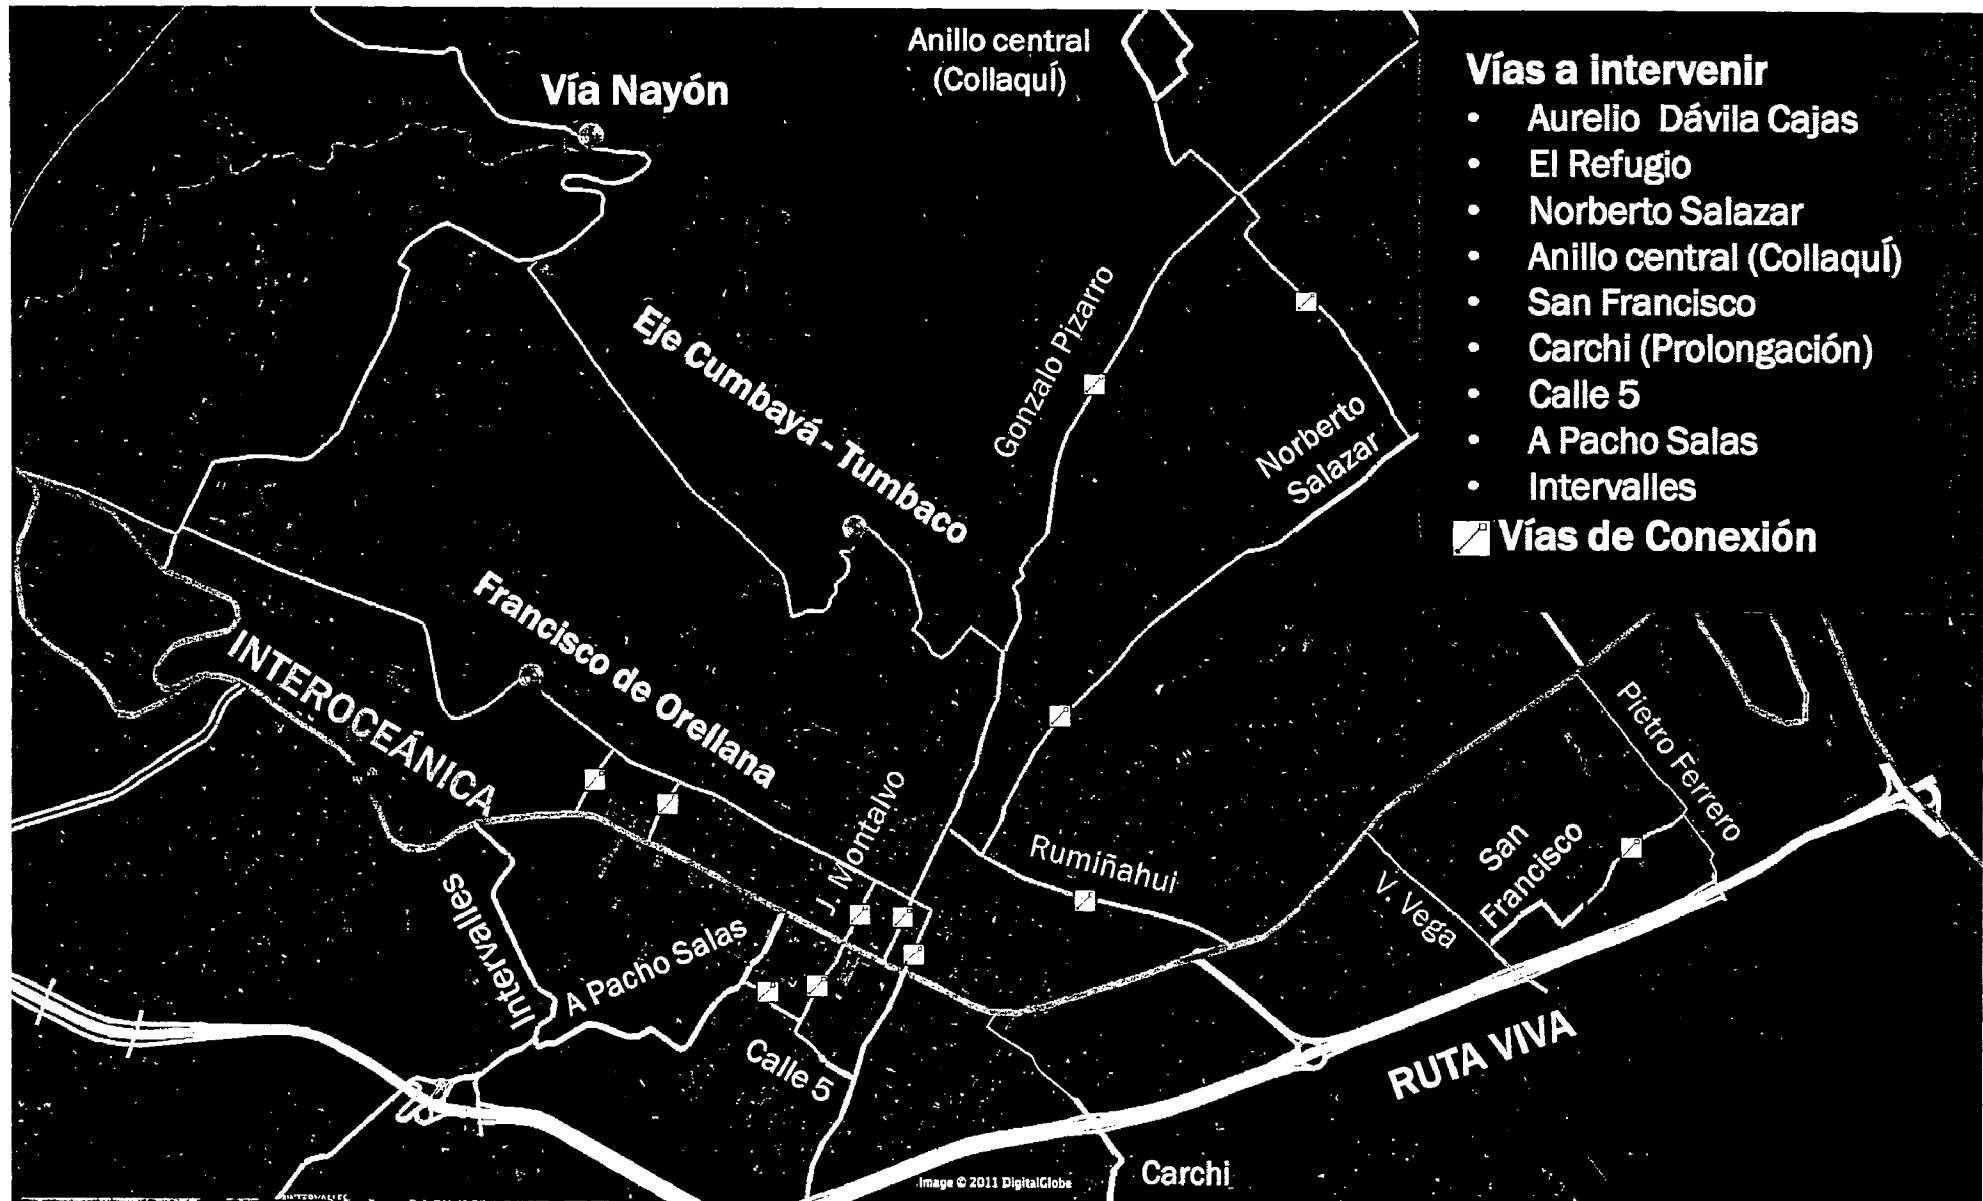 Anillo central
(Collaquí)
Vía Nayón
Vías a intervenir
• Aurelio Dávila Cajas
• El Refugio
• Norberto Salazar
• Anillo central (Collaquí)
• San Francisco
• Carchi (Prolongación)
• Calle 5
• A Pacho Salas
• Intervalles
Vías de Conexión
Eje Cumbayá - Tumbaco
Gonzalo Pizarro
Norberto
Salazar
Francisco de Orellana
INTEROCEÁNICA
Pietro Ferrero
J. Montalvo
Rumiñahui
San
Francisco
V. Vega
Intervalles
A Pacho Salas
Calle 5
RUTA VIVA
Carchi
Image © 2011 DigitalGlobe
INTERVALLES